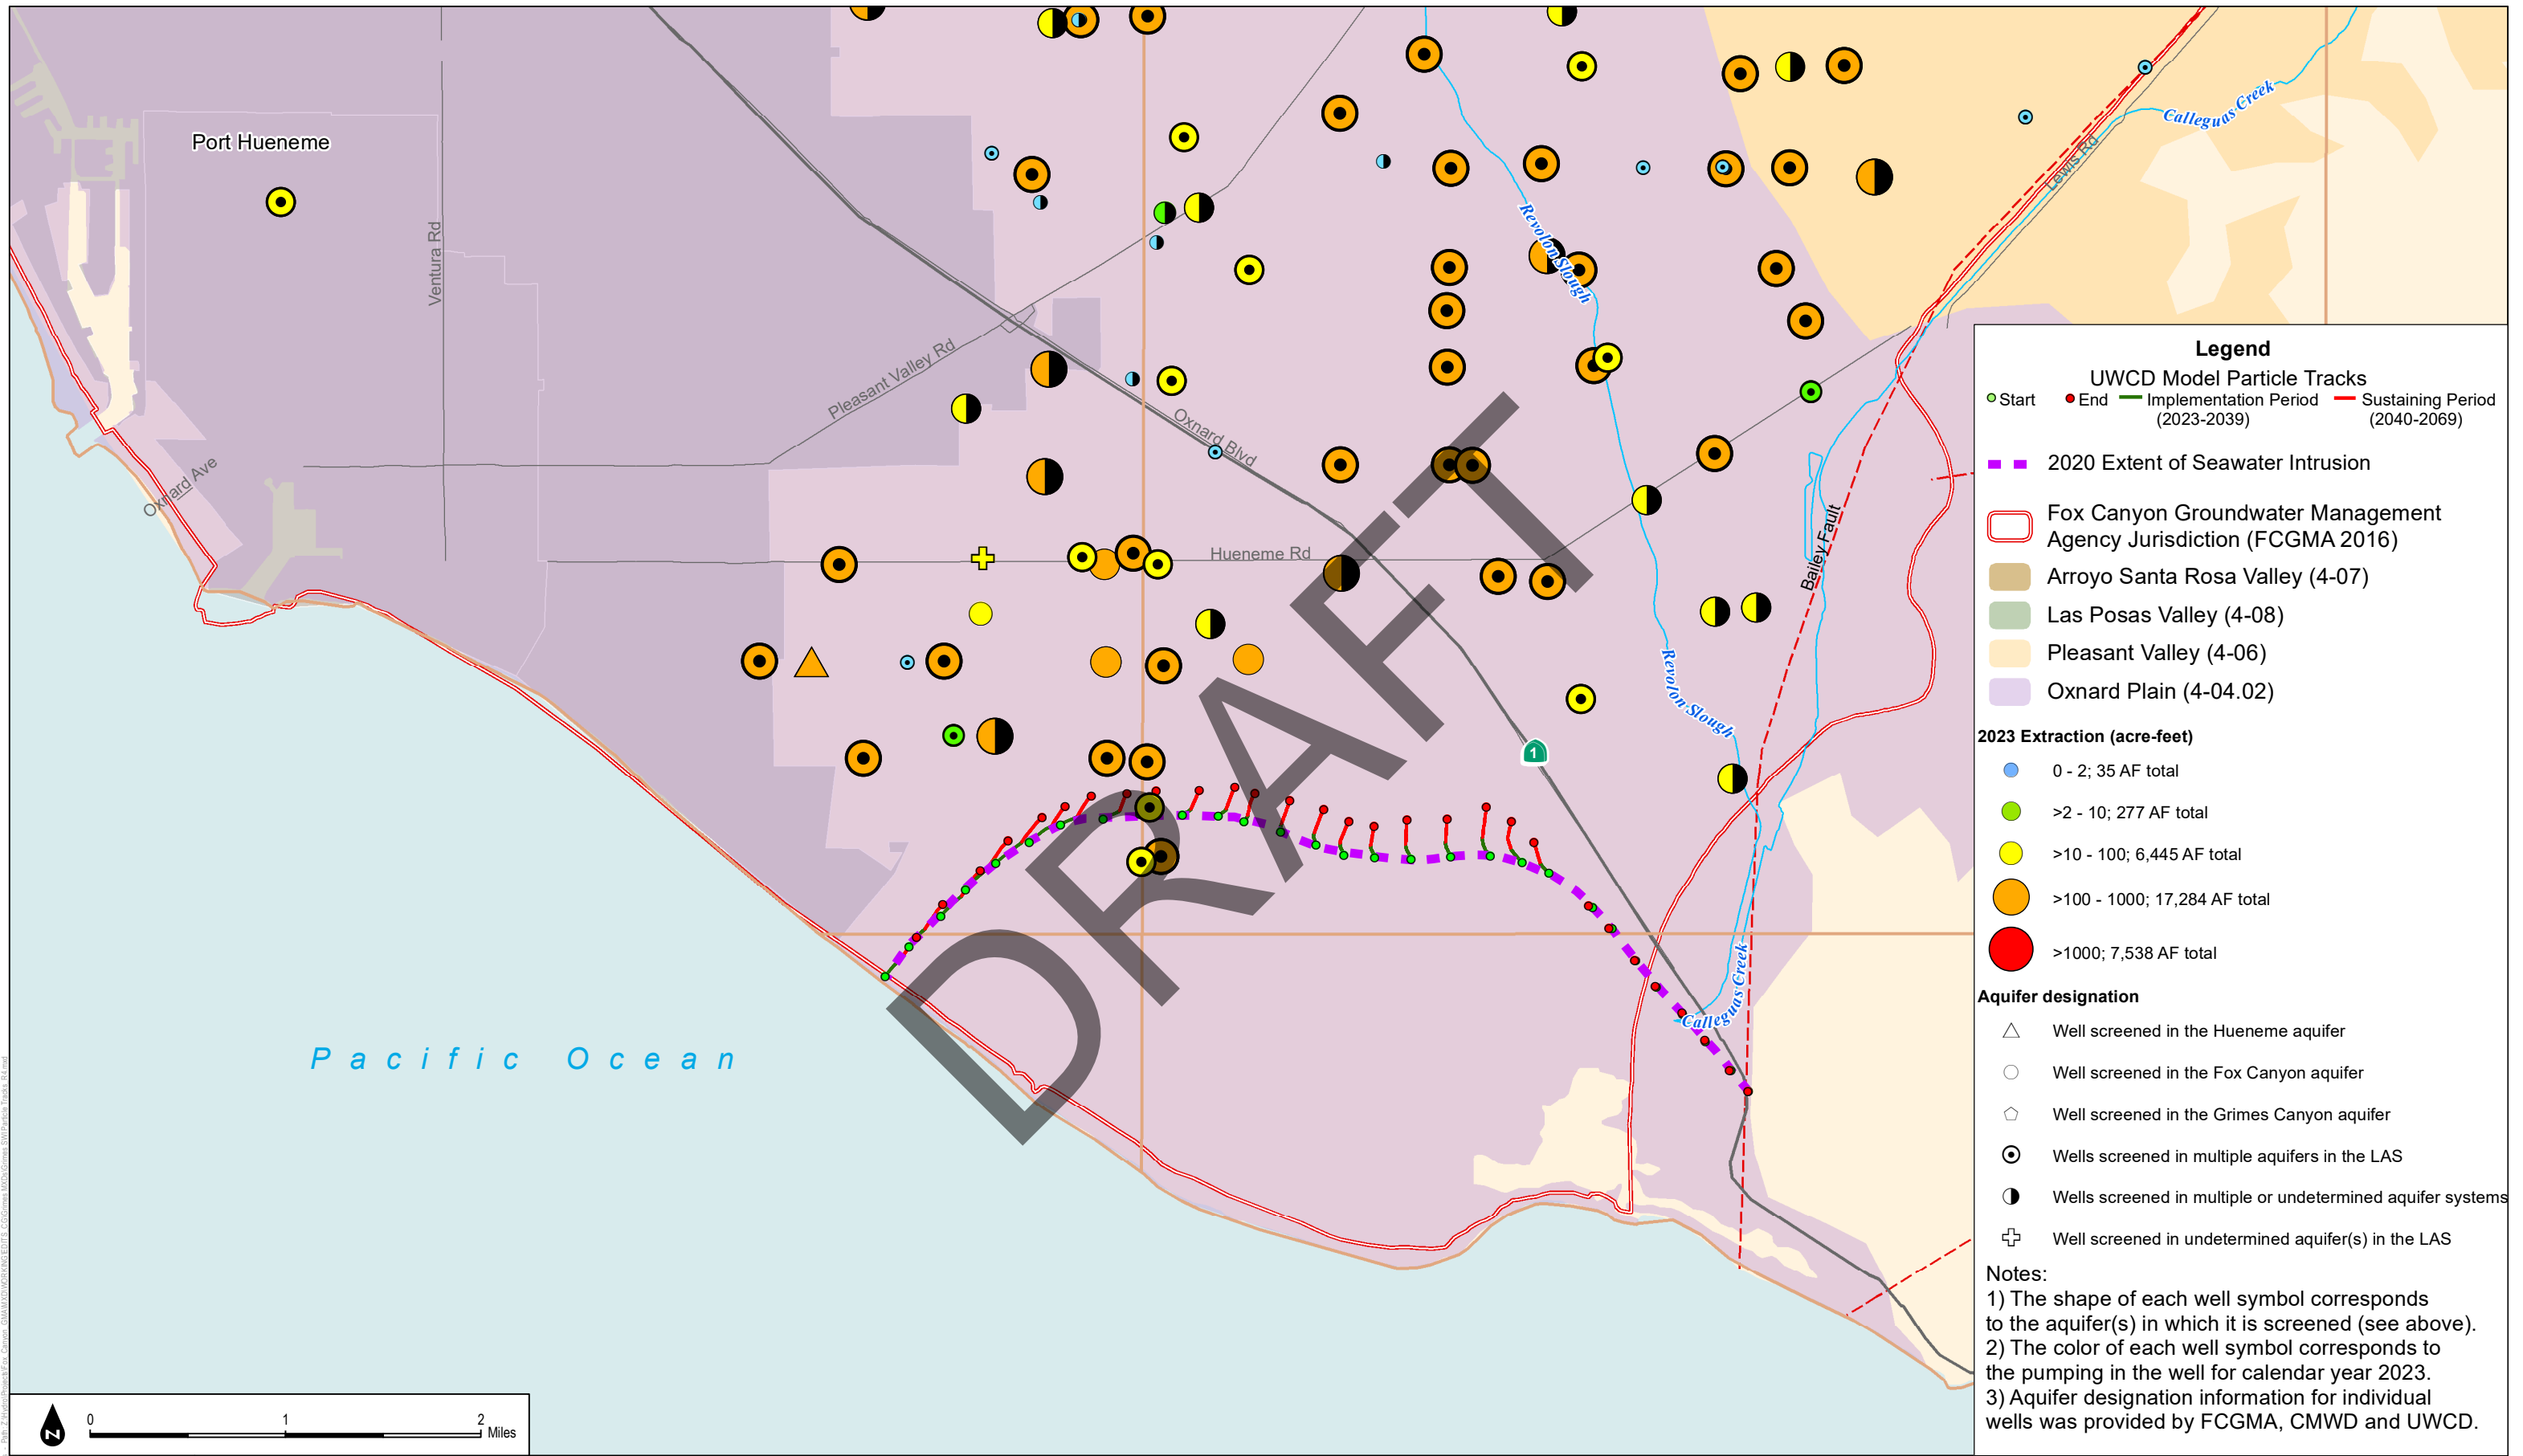 Port Hueneme
Ventura Rd
Oxnard Ave
Pleasant Valley Rd
Oxnard Blvd
Hueneme Rd
Revolon Slough
Revolon Slough
Calleguas Creek
Lewis Rd
Bailey Fault
1
Calleguas Creek
Pacific Ocean
DRAFT
Legend
UWCD Model Particle Tracks
Start End Implementation Period (2023-2039) Sustaining Period (2040-2069)
2020 Extent of Seawater Intrusion
Fox Canyon Groundwater Management
Agency Jurisdiction (FCGMA 2016)
Arroyo Santa Rosa Valley (4-07)
Las Posas Valley (4-08)
Pleasant Valley (4-06)
Oxnard Plain (4-04.02)
2023 Extraction (acre-feet)
0 - 2; 35 AF total
>2 - 10; 277 AF total
>10 - 100; 6,445 AF total
>100 - 1000; 17,284 AF total
>1000; 7,538 AF total
Aquifer designation
Well screened in the Hueneme aquifer
Well screened in the Fox Canyon aquifer
Well screened in the Grimes Canyon aquifer
Wells screened in multiple aquifers in the LAS
Wells screened in multiple or undetermined aquifer systems
Well screened in undetermined aquifer(s) in the LAS
Notes:
1) The shape of each well symbol corresponds
to the aquifer(s) in which it is screened (see above).
2) The color of each well symbol corresponds to
the pumping in the well for calendar year 2023.
3) Aquifer designation information for individual
wells was provided by FCGMA, CMWD and UWCD.
N
0 1 2
Miles